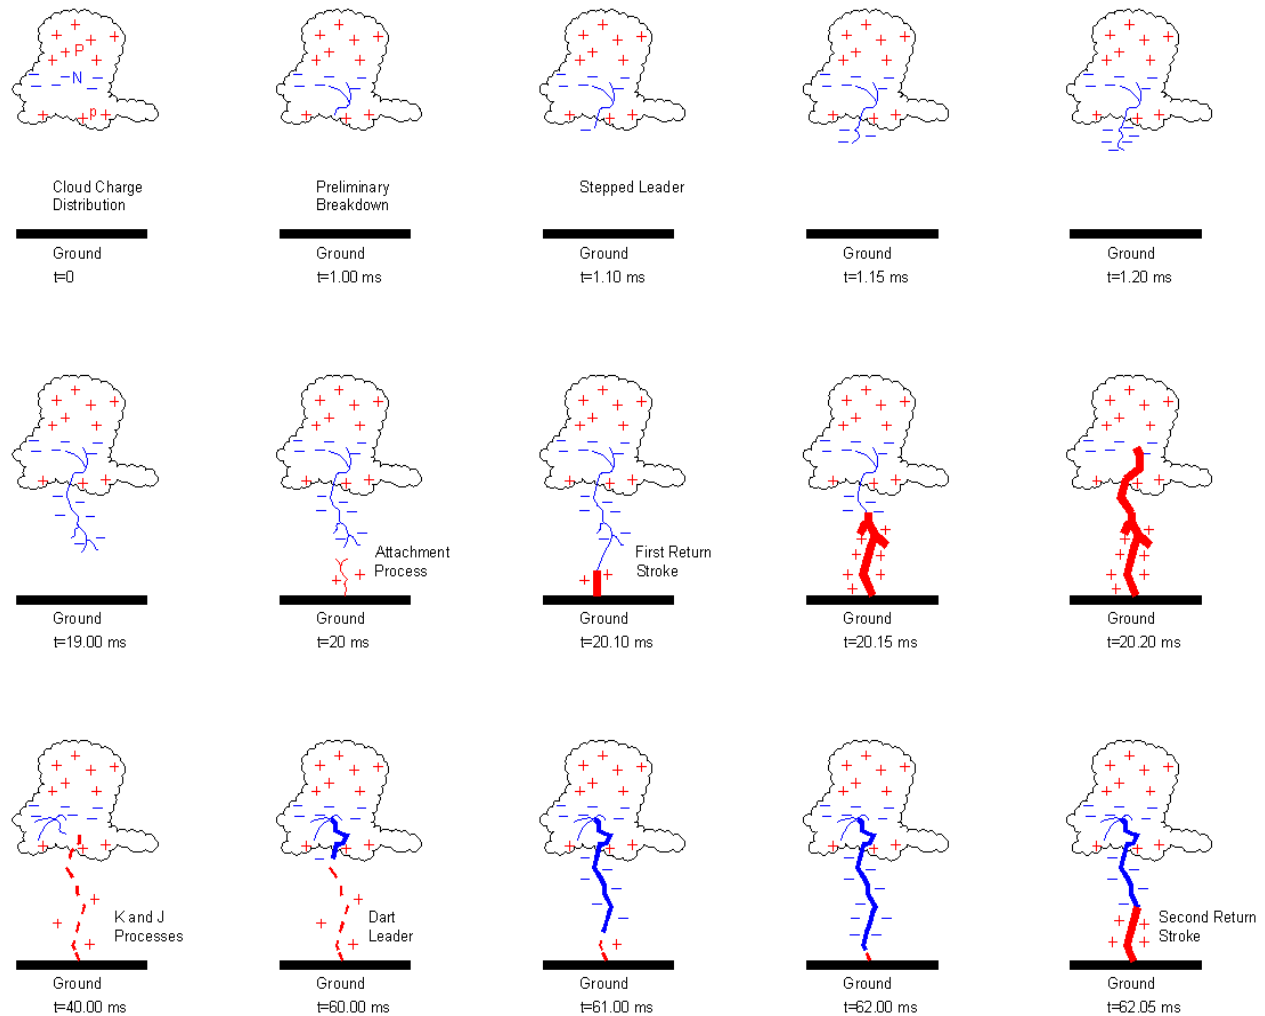 P
N
p
Cloud Charge
Distribution
Ground
t=0
Preliminary
Breakdown
Ground
t=1.00 ms
Stepped Leader
Ground
t=1.10 ms
Ground
t=1.15 ms
Ground
t=1.20 ms
Ground
t=19.00 ms
Attachment
Process
Ground
t=20 ms
First Return
Stroke
Ground
t=20.10 ms
Ground
t=20.15 ms
Ground
t=20.20 ms
K and J
Processes
Ground
t=40.00 ms
Dart
Leader
Ground
t=60.00 ms
Ground
t=61.00 ms
Ground
t=62.00 ms
Second Return
Stroke
Ground
t=62.05 ms